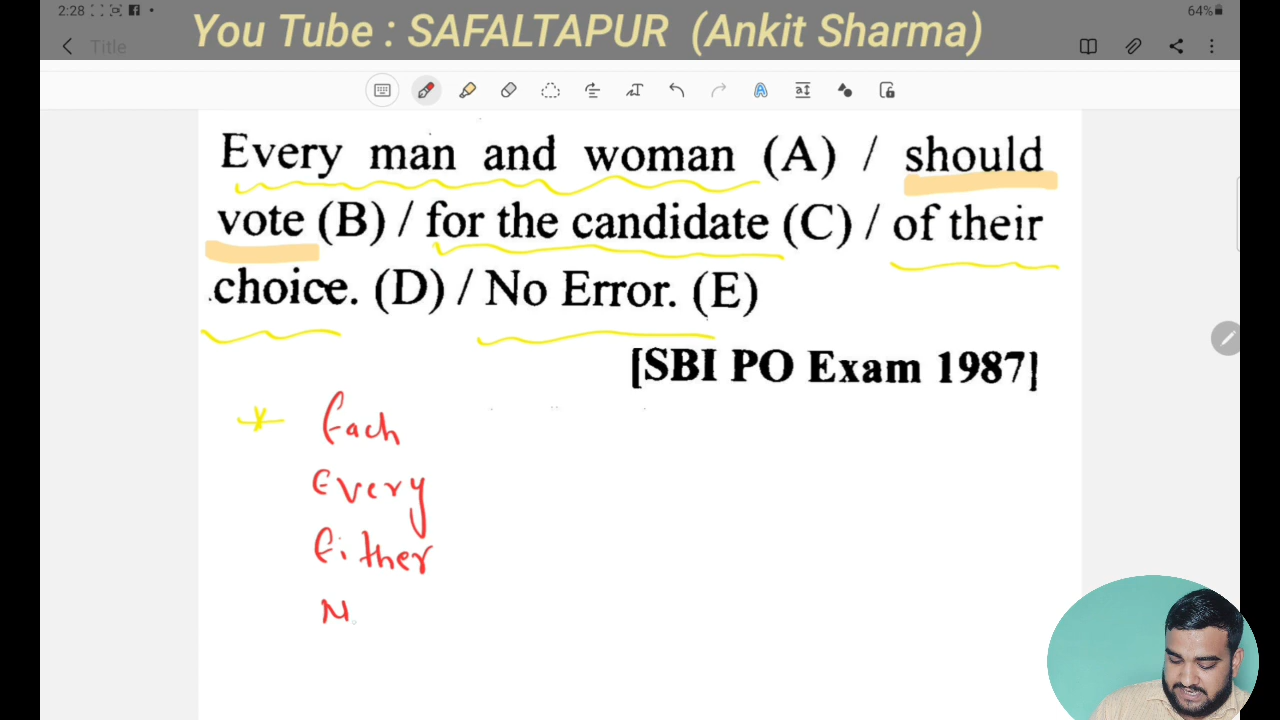 2:28
64%
You Tube : SAFALTAPUR (Ankit Sharma)
Title
Every man and woman (A) / should
vote (B) / for the candidate (C) / of their
choice. (D) / No Error. (E)
[SBI PO Exam 1987]
Each
Every
Either
N